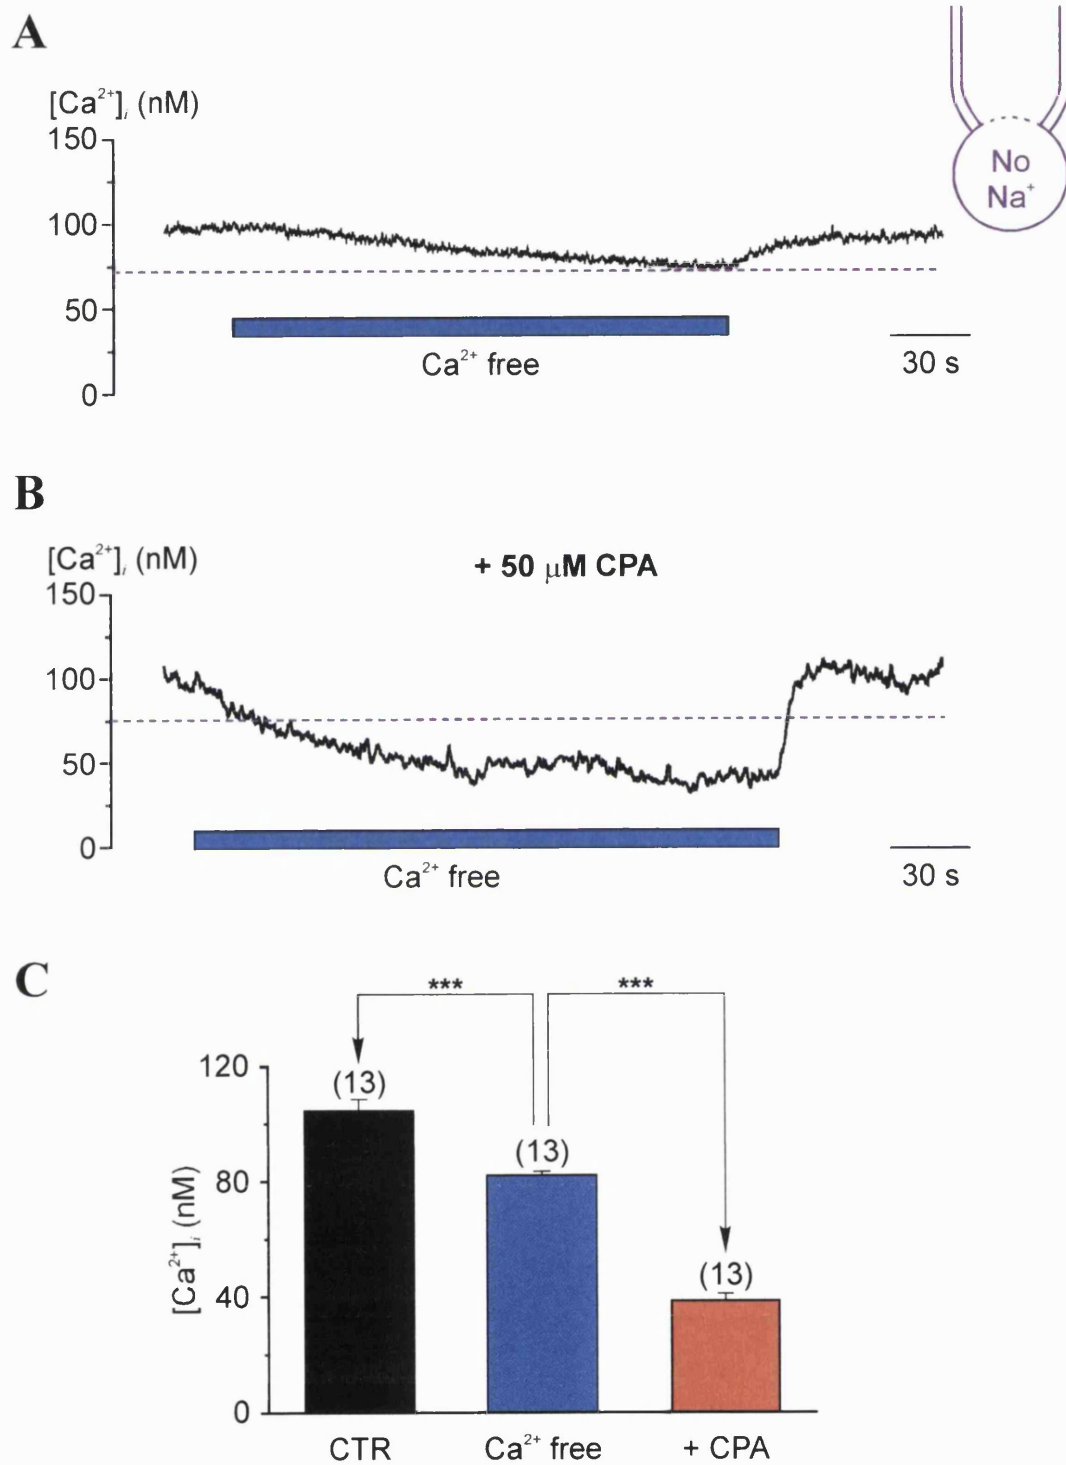 A
[Ca²⁺]ᵢ (nM)
150
100
50
0
No
Na⁺
Ca²⁺ free
30 s
B
[Ca²⁺]ᵢ (nM)
+ 50 μM CPA
150
100
50
0
Ca²⁺ free
30 s
C
*** ***
120
80
40
0
[Ca²⁺]ᵢ (nM)
(13)
(13)
(13)
CTR Ca²⁺ free + CPA